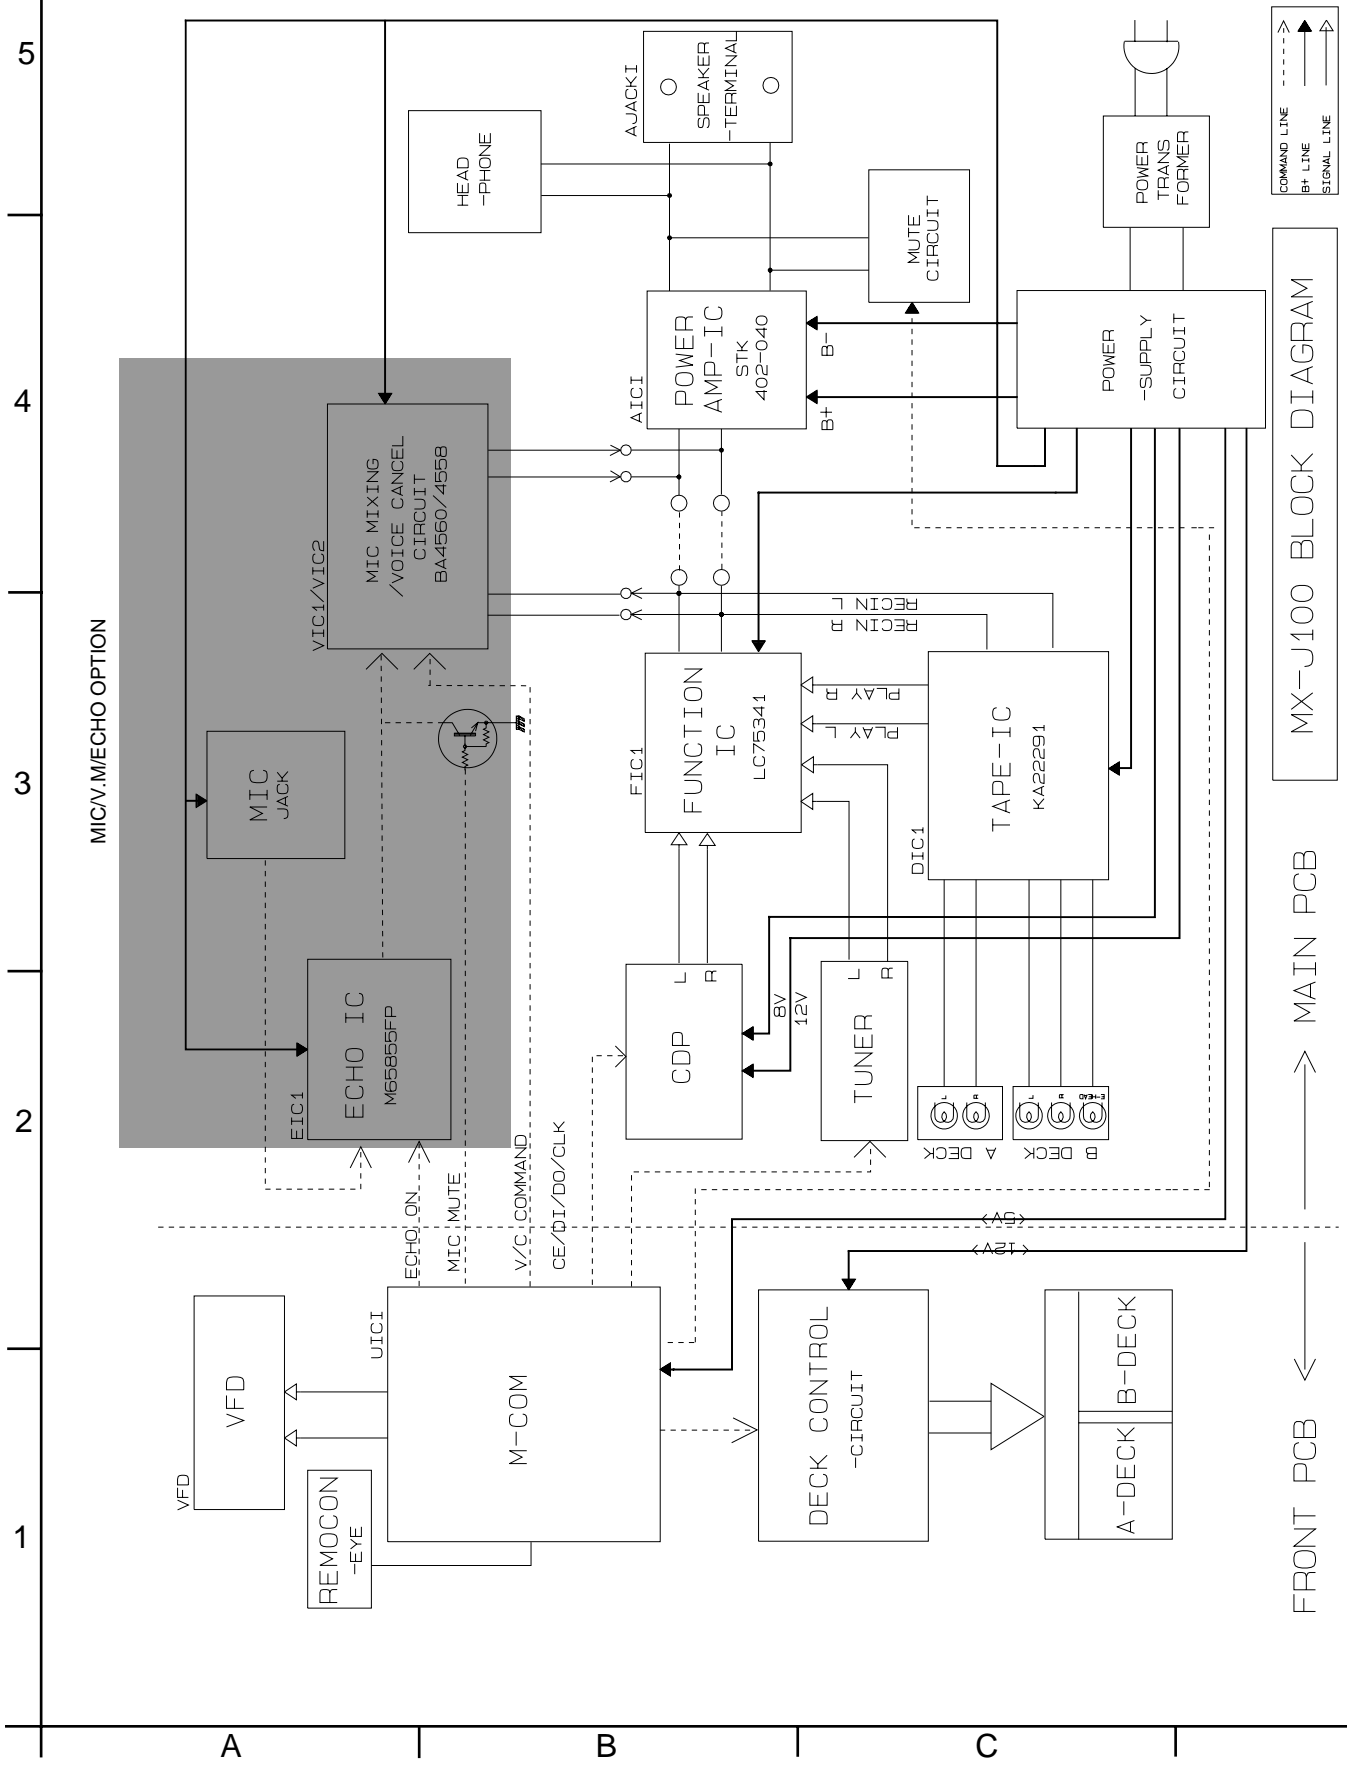 5
4
3
2
1
A
B
C
MIC/V.M/ECHO OPTION
COMMAND LINE
B+ LINE
SIGNAL LINE
MX-J100 BLOCK DIAGRAM
MAIN PCB
FRONT PCB
HEAD
-PHONE
AJACK1
SPEAKER
-TERMINAL
MUTE
CIRCUIT
POWER
TRANS
FORMER
AIC1
POWER
AMP-IC
STK
402-040
B-
B+
POWER
-SUPPLY
CIRCUIT
VIC1/VIC2
MIC MIXING
/VOICE CANCEL
CIRCUIT
BA4560/4558
RECIN L
RECIN R
MIC
JACK
FIC1
FUNCTION
IC
LC75341
PLAY R
PLAY L
DIC1
TAPE-IC
KA22291
EIC1
ECHO IC
M65855FP
CDP
L
R
8V
12V
TUNER
L
R
A DECK
L
R
B DECK
L
R
E-HEAD
ECHO ON
MIC MUTE
V/C COMMAND
CE/DI/DO/CLK
<5V>
<12V>
VFD
VFD
UIC1
M-COM
REMOCON
-EYE
DECK CONTROL
-CIRCUIT
A-DECK
B-DECK